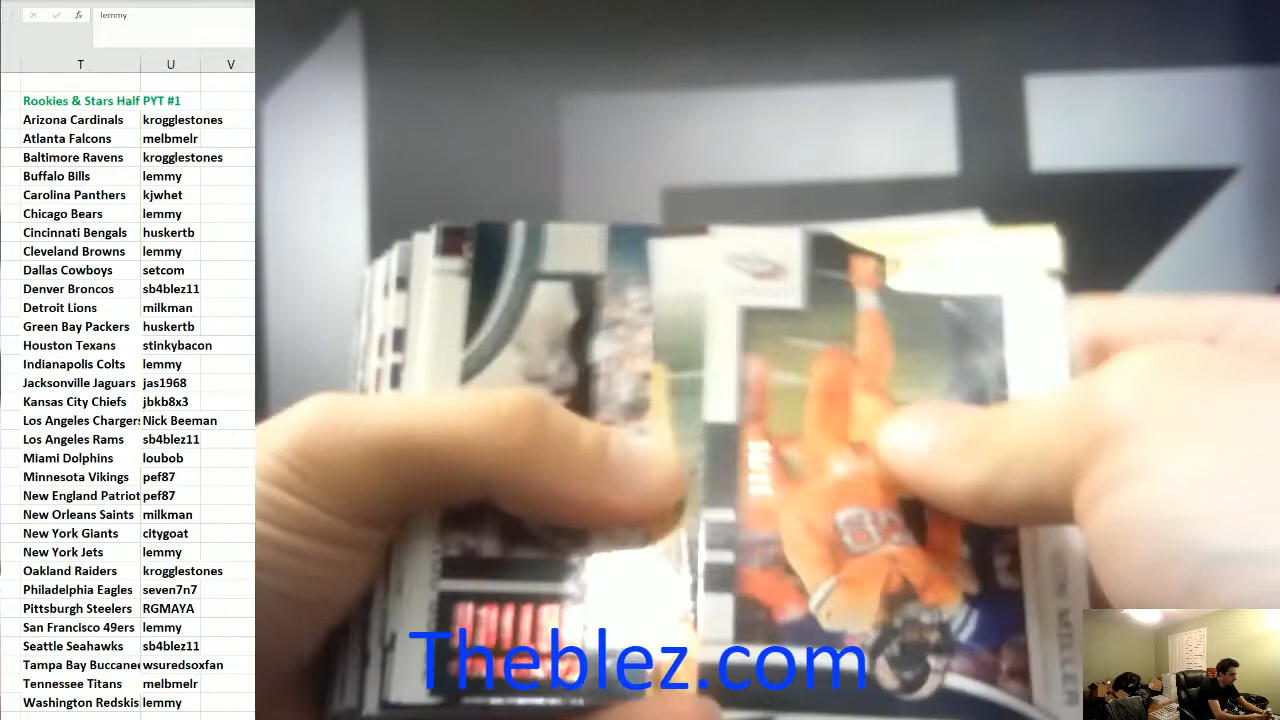 lemmy
T U V
Rookies & Stars Half PYT #1
Arizona Cardinals krogglestones
Atlanta Falcons melbmelr
Baltimore Ravens krogglestones
Buffalo Bills lemmy
Carolina Panthers kjwhet
Chicago Bears lemmy
Cincinnati Bengals huskertb
Cleveland Browns lemmy
Dallas Cowboys setcom
Denver Broncos sb4blez11
Detroit Lions milkman
Green Bay Packers huskertb
Houston Texans stinkybacon
Indianapolis Colts lemmy
Jacksonville Jaguars jas1968
Kansas City Chiefs jbkb8x3
Los Angeles Chargers Nick Beeman
Los Angeles Rams sb4blez11
Miami Dolphins loubob
Minnesota Vikings pef87
New England Patriot pef87
New Orleans Saints milkman
New York Giants citygoat
New York Jets lemmy
Oakland Raiders krogglestones
Philadelphia Eagles seven7n7
Pittsburgh Steelers RGMAYA
San Francisco 49ers lemmy
Seattle Seahawks sb4blez11
Tampa Bay Buccanee wsuredsoxfan
Tennessee Titans melbmelr
Washington Redskis lemmy
Theblez.com